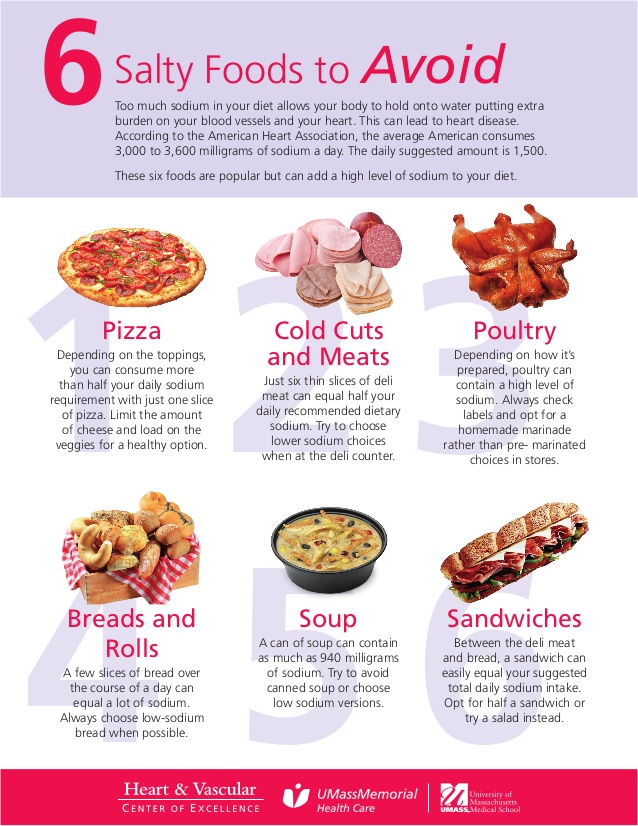 6 Salty Foods to Avoid
Too much sodium in your diet allows your body to hold onto water putting extra
burden on your blood vessels and your heart. This can lead to heart disease.
According to the American Heart Association, the average American consumes
3,000 to 3,600 milligrams of sodium a day. The daily suggested amount is 1,500.
These six foods are popular but can add a high level of sodium to your diet.
1
Pizza
Depending on the toppings,
you can consume more
than half your daily sodium
requirement with just one slice
of pizza. Limit the amount
of cheese and load on the
veggies for a healthy option.
2
Cold Cuts
and Meats
Just six thin slices of deli
meat can equal half your
daily recommended dietary
sodium. Try to choose
lower sodium choices
when at the deli counter.
3
Poultry
Depending on how it's
prepared, poultry can
contain a high level of
sodium. Always check
labels and opt for a
homemade marinade
rather than pre- marinated
choices in stores.
4
Breads and
Rolls
A few slices of bread over
the course of a day can
equal a lot of sodium.
Always choose low-sodium
bread when possible.
5
Soup
A can of soup can contain
as much as 940 milligrams
of sodium. Try to avoid
canned soup or choose
low sodium versions.
6
Sandwiches
Between the deli meat
and bread, a sandwich can
easily equal your suggested
total daily sodium intake.
Opt for half a sandwich or
try a salad instead.
Heart & Vascular
CENTER OF EXCELLENCE
UMassMemorial
Health Care
UMASS
University of
Massachusetts
Medical School